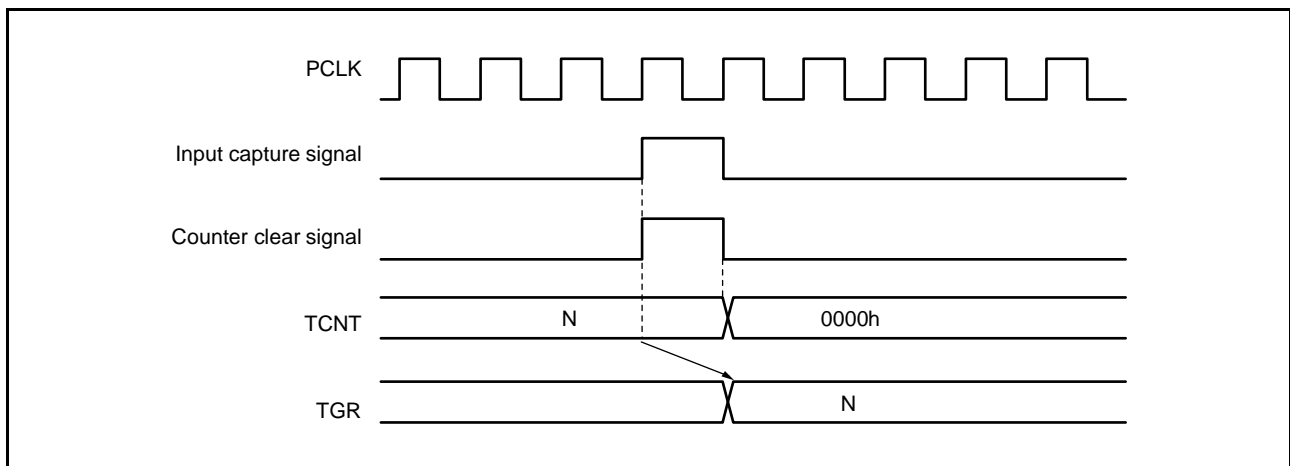 PCLK
Input capture signal
Counter clear signal
TCNT N 0000h
TGR N